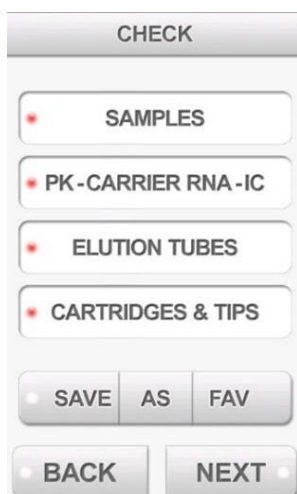 CHECK
SAMPLES
PK-CARRIER RNA-IC
ELUTION TUBES
CARTRIDGES & TIPS
SAVE AS FAV
BACK NEXT